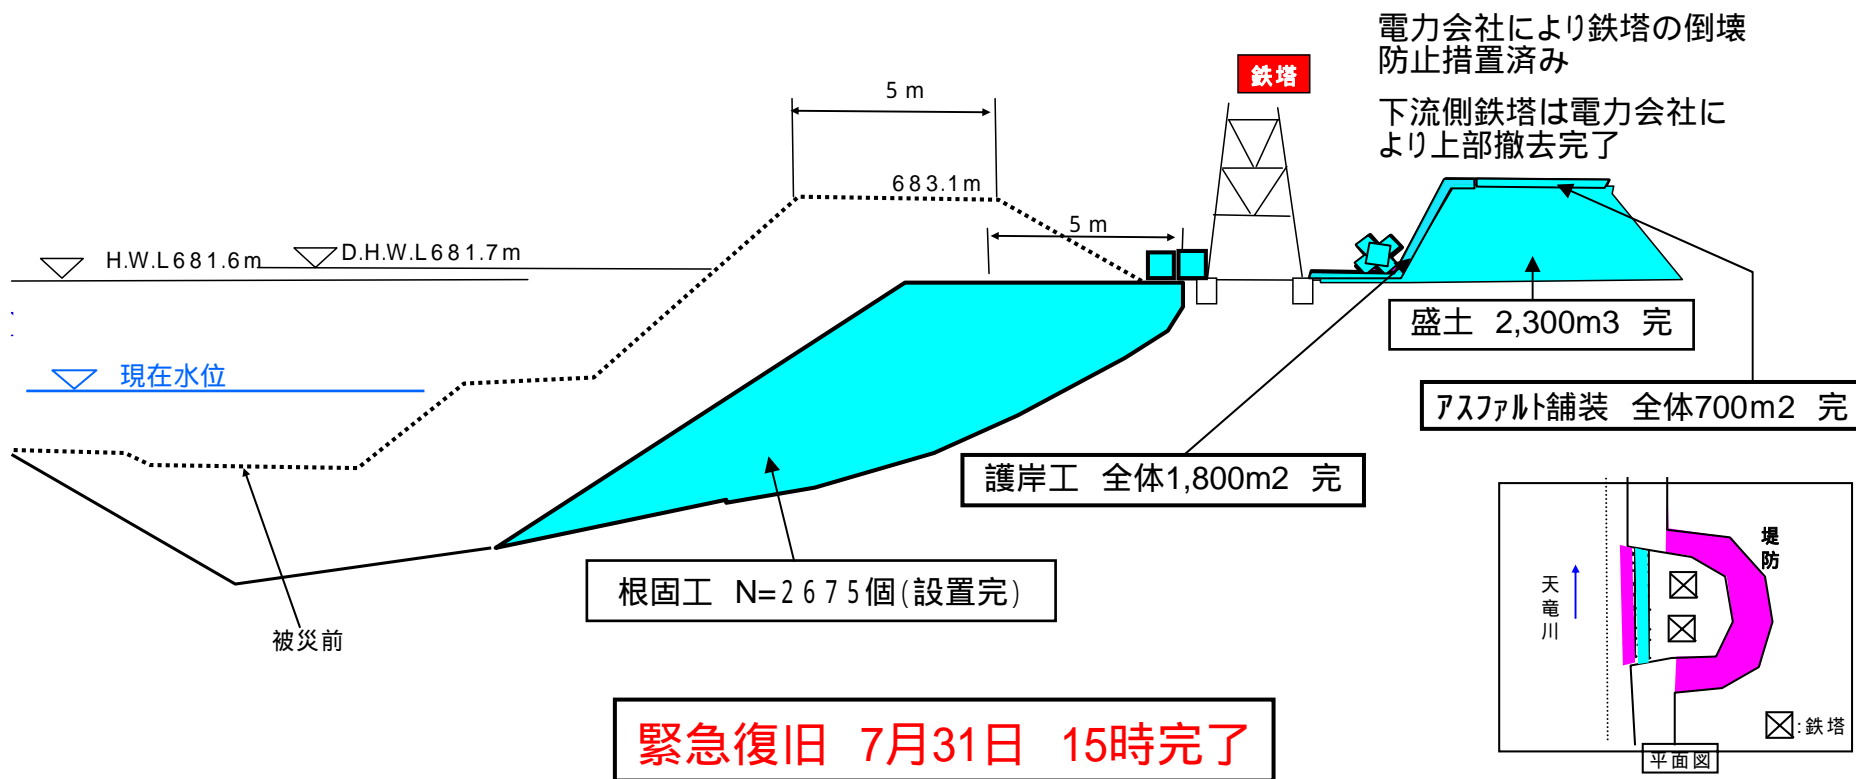 電力会社により鉄塔の倒壊
防止措置済み
下流側鉄塔は電力会社に
より上部撤去完了
鉄塔
5 m
683.1m
5 m
H.W.L681.6m
D.H.W.L681.7m
現在水位
盛土 2,300m3 完
アスファルト舗装 全体700m2 完
護岸工 全体1,800m2 完
根固工 N=2675個(設置完)
被災前
緊急復旧 7月31日 15時完了
堤防
天竜川
:鉄塔
平面図